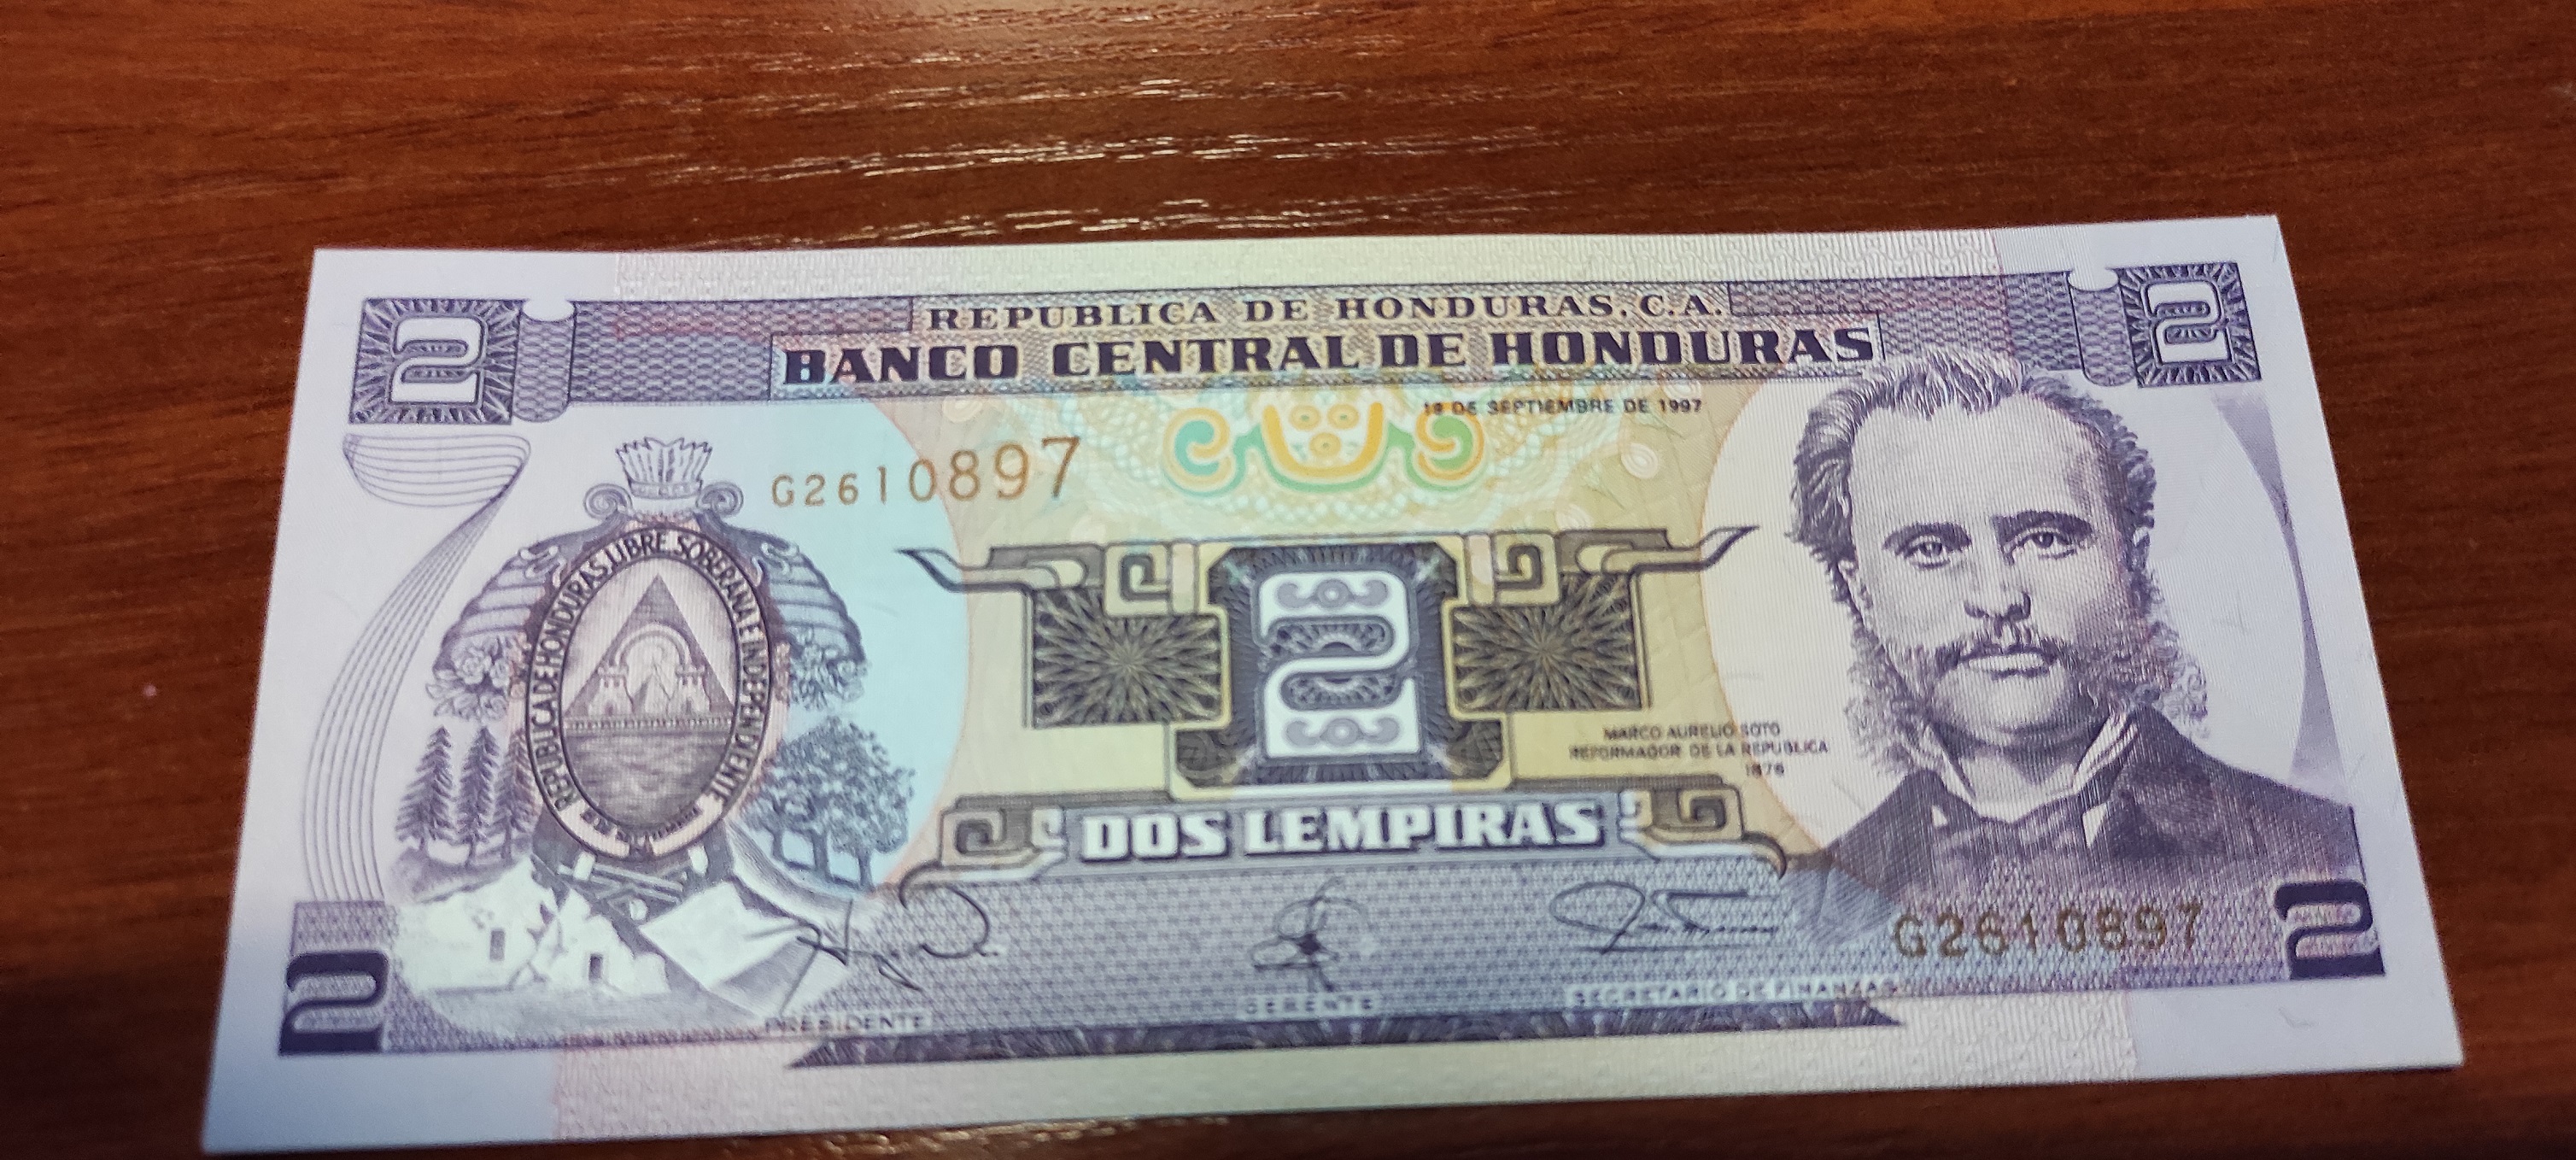 2
2
REPUBLICA DE HONDURAS, C.A.
BANCO CENTRAL DE HONDURAS
18 DE SEPTIEMBRE DE 1997
G2610897
REPUBLICA DE HONDURAS, LIBRE SOBERANA E INDEPENDIENTE
SEPTIEMBRE
2
MARCO AURELIO SOTO
REFORMADOR DE LA REPUBLICA
1876
DOS LEMPIRAS
G2610897
PRESIDENTE
GERENTE
SECRETARIO DE FINANZAS
2
2